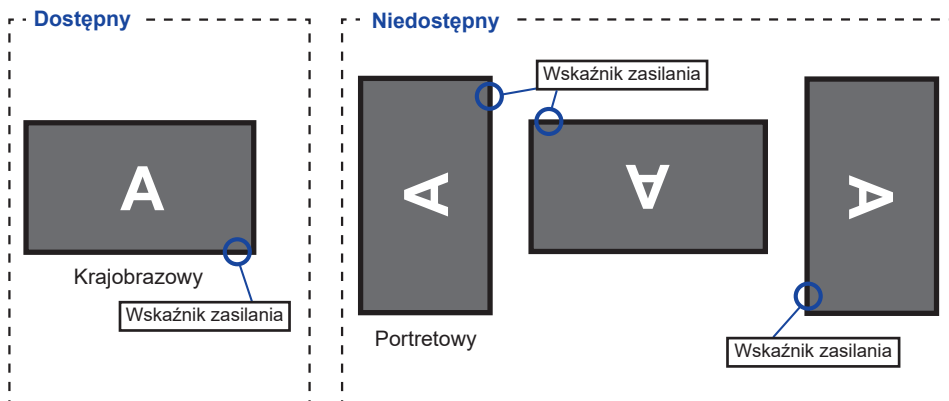 Dostępny
A
Krajobrazowy
Wskaźnik zasilania
Niedostępny
Wskaźnik zasilania
A
A
A
Portretowy
Wskaźnik zasilania